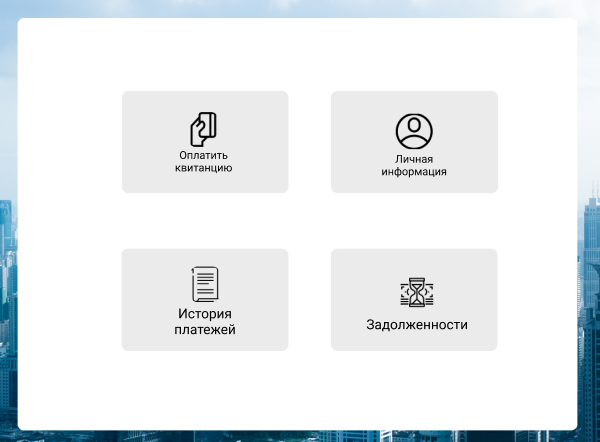 Оплатить
квитанцию
Личная
информация
История
платежей
Задолженности